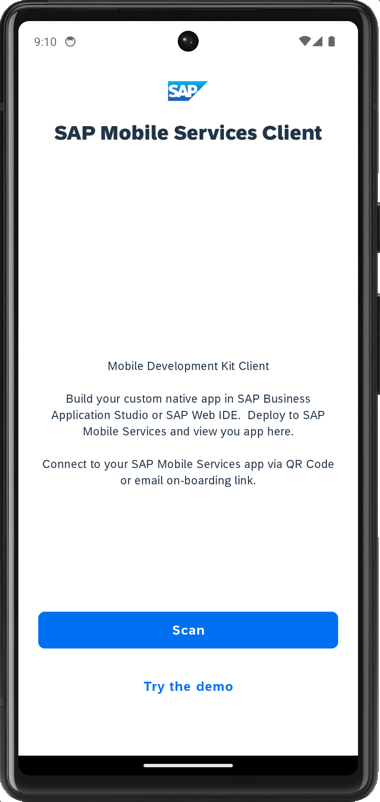 9:10
SAP
SAP Mobile Services Client
Mobile Development Kit Client
Build your custom native app in SAP Business
Application Studio or SAP Web IDE.  Deploy to SAP
Mobile Services and view you app here.
Connect to your SAP Mobile Services app via QR Code
or email on-boarding link.
Scan
Try the demo